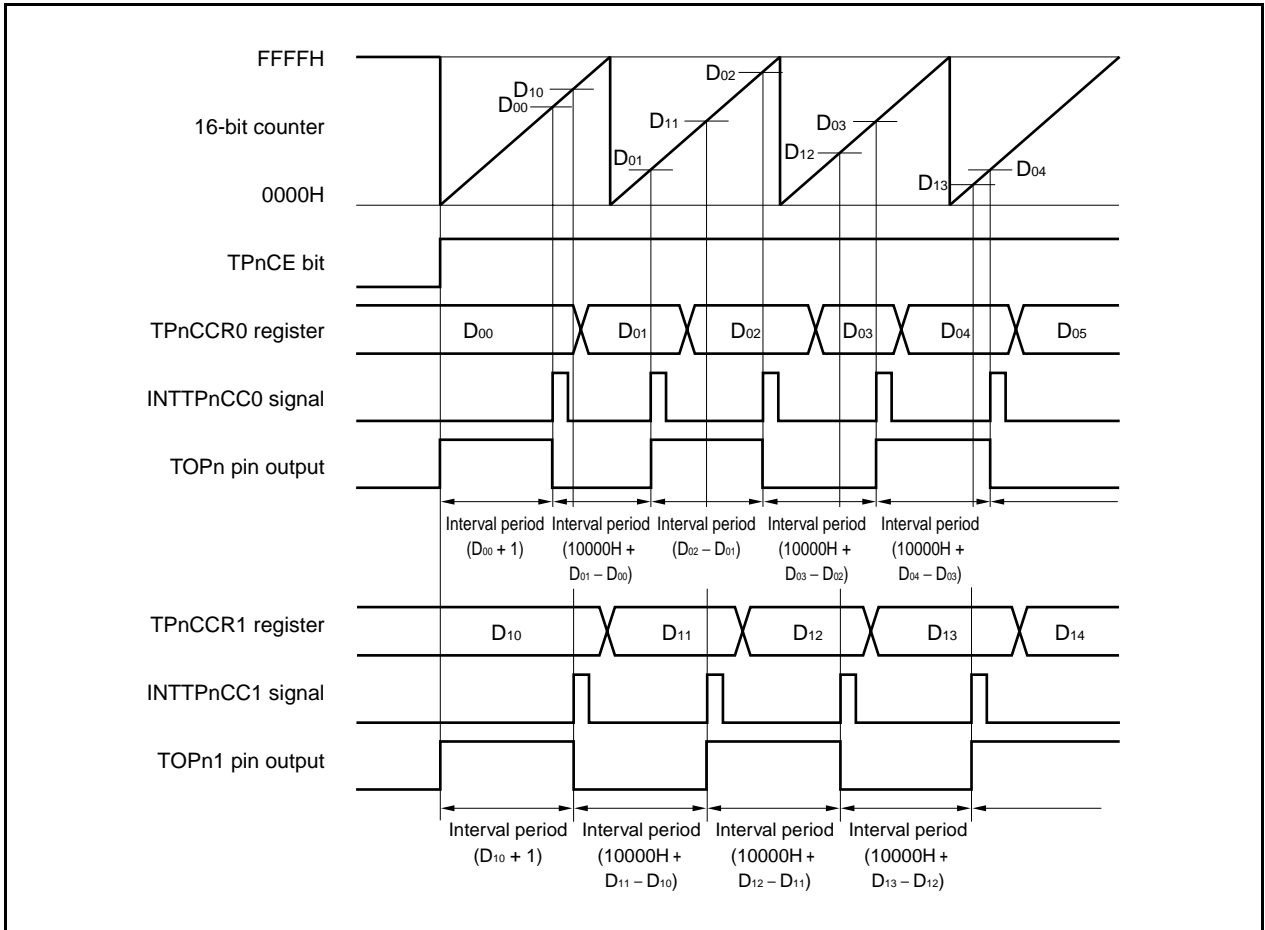 FFFFH
16-bit counter
0000H
D10
D00
D01
D11
D02
D12
D03
D13
D04
TPnCE bit
TPnCCR0 register
D00
D01
D02
D03
D04
D05
INTTPnCC0 signal
TOPn pin output
Interval period
(D00 + 1)
Interval period
(10000H +
D01 – D00)
Interval period
(D02 – D01)
Interval period
(10000H +
D03 – D02)
Interval period
(10000H +
D04 – D03)
TPnCCR1 register
D10
D11
D12
D13
D14
INTTPnCC1 signal
TOPn1 pin output
Interval period
(D10 + 1)
Interval period
(10000H +
D11 – D10)
Interval period
(10000H +
D12 – D11)
Interval period
(10000H +
D13 – D12)